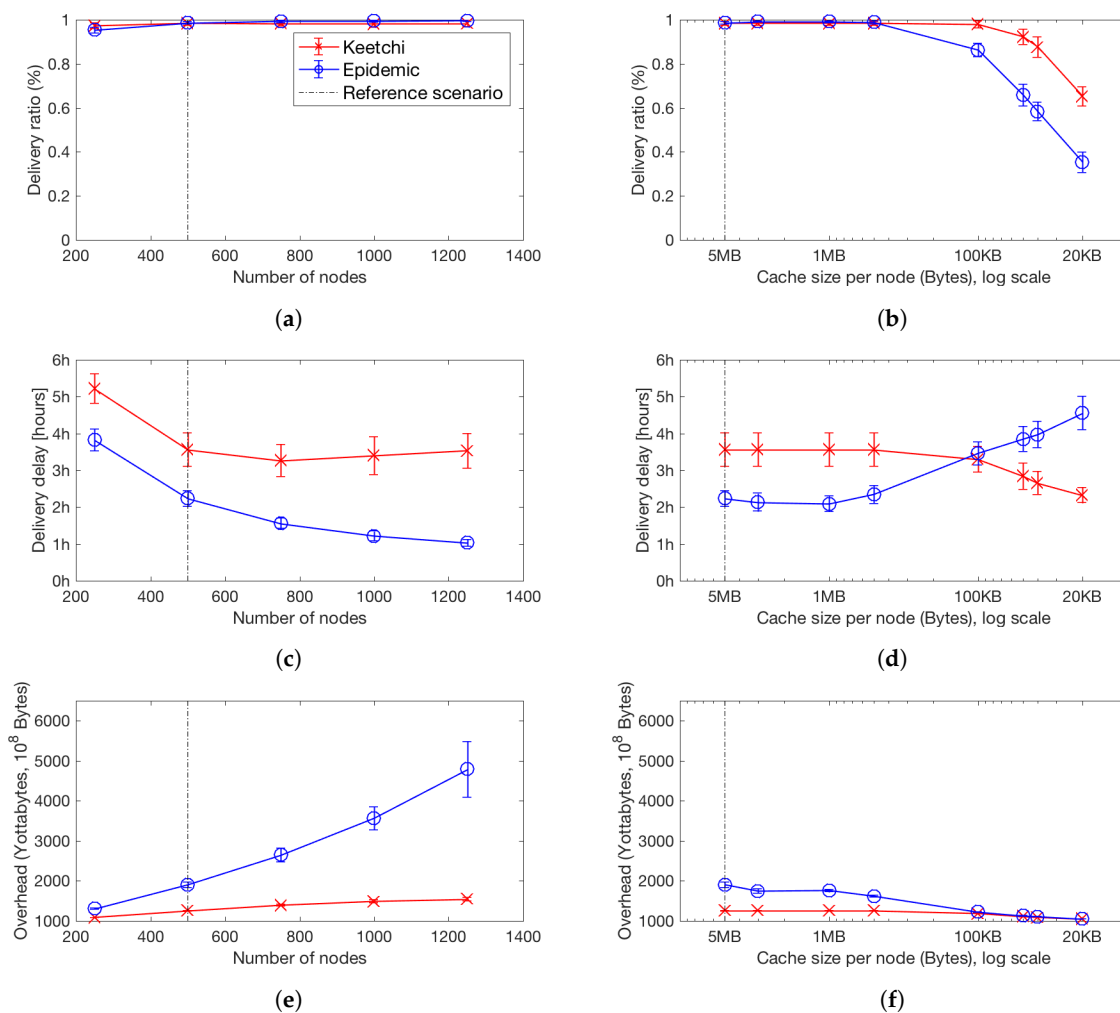 Delivery ratio (%)
1
0.8
0.6
0.4
0.2
0
200 400 600 800 1000 1200 1400
Number of nodes
Keetchi
Epidemic
Reference scenario
(a)
Delivery ratio (%)
1
0.8
0.6
0.4
0.2
0
5MB 1MB 100KB 20KB
Cache size per node (Bytes), log scale
(b)
Delivery delay [hours]
6h
5h
4h
3h
2h
1h
0h
200 400 600 800 1000 1200 1400
Number of nodes
(c)
Delivery delay [hours]
6h
5h
4h
3h
2h
1h
0h
5MB 1MB 100KB 20KB
Cache size per node (Bytes), log scale
(d)
Overhead (Yottabytes, 10⁸ Bytes)
6000
5000
4000
3000
2000
1000
200 400 600 800 1000 1200 1400
Number of nodes
(e)
Overhead (Yottabytes, 10⁸ Bytes)
6000
5000
4000
3000
2000
1000
5MB 1MB 100KB 20KB
Cache size per node (Bytes), log scale
(f)